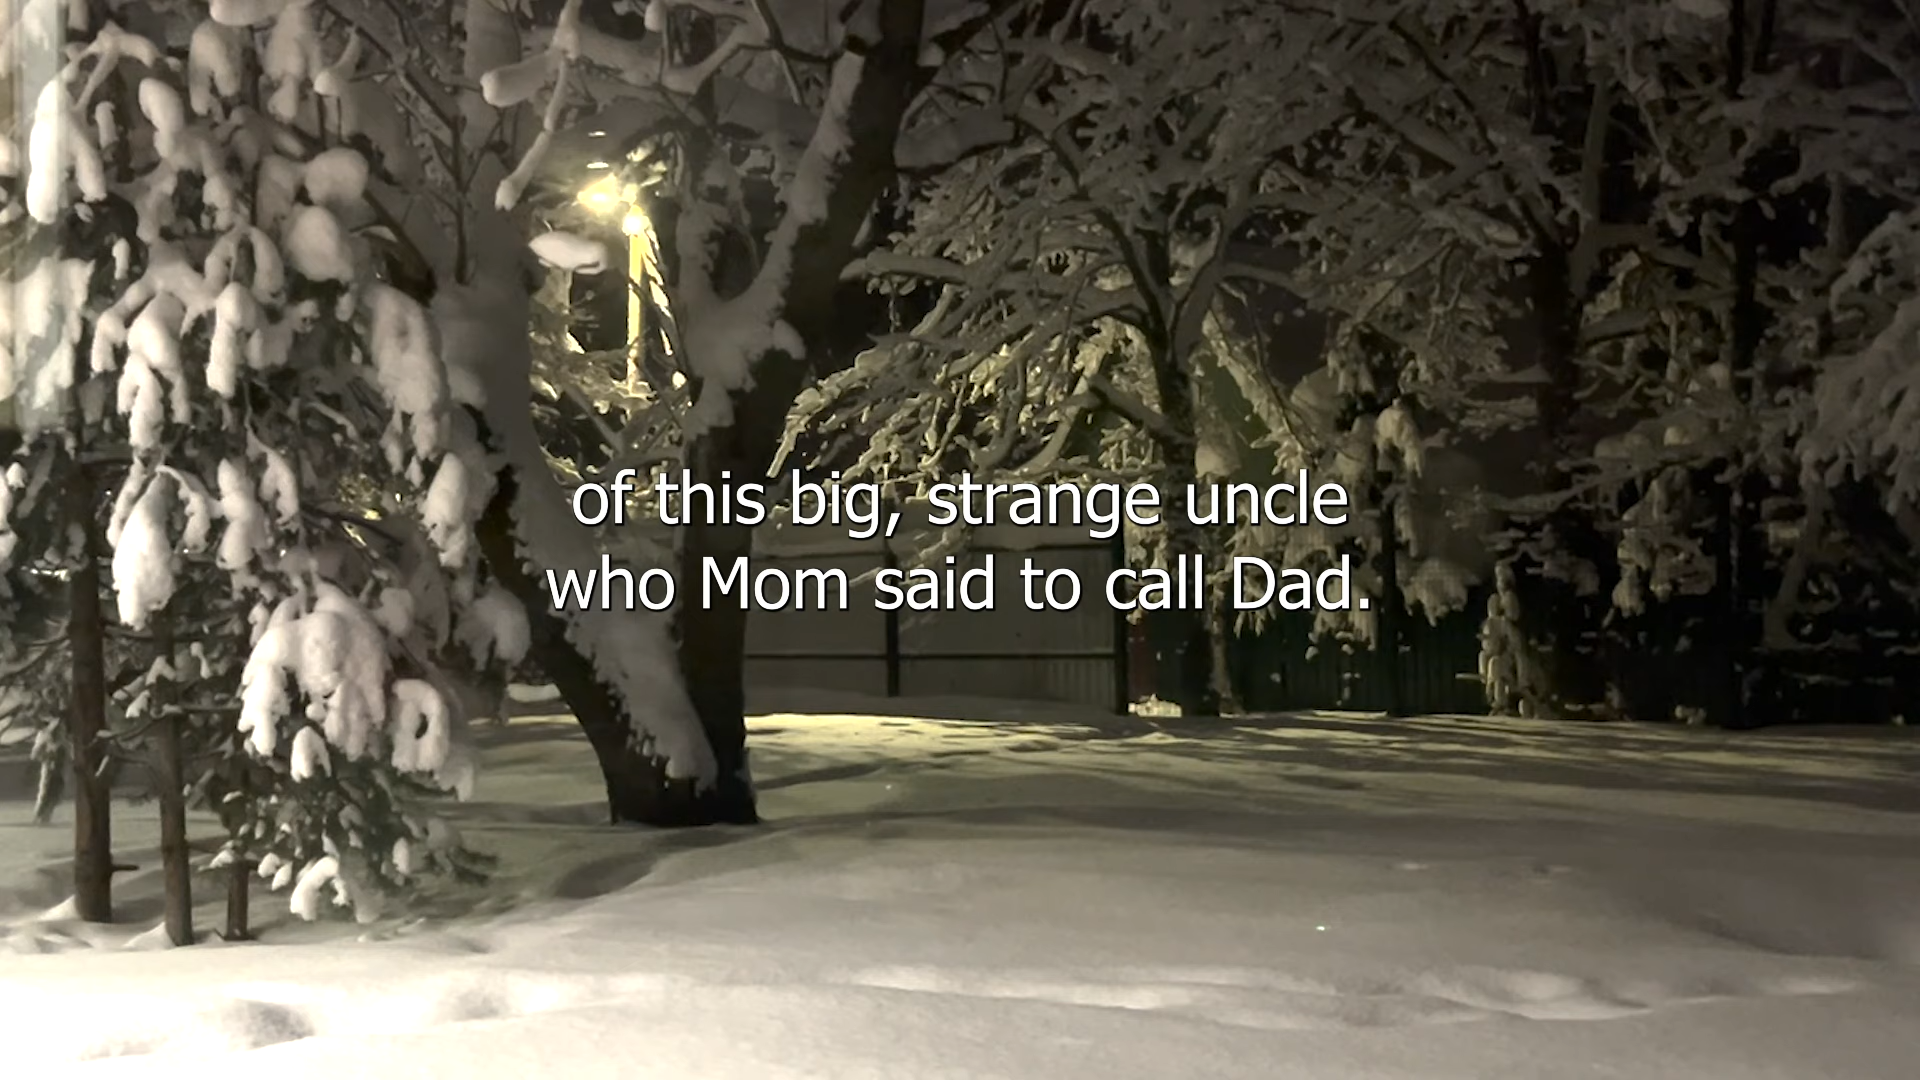 of this big, strange uncle
who Mom said to call Dad.